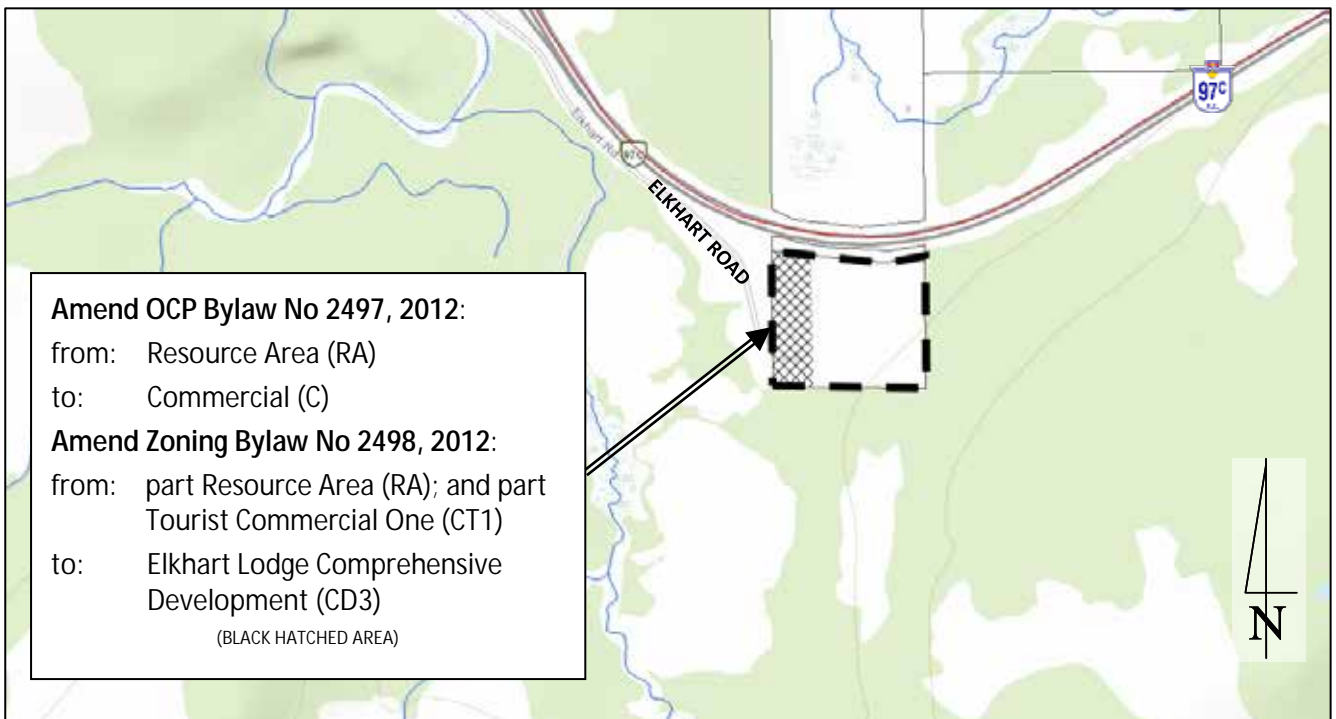 97C
Elkhart Rd
97C
ELKHART ROAD
Amend OCP Bylaw No 2497, 2012:
from: Resource Area (RA)
to: Commercial (C)
Amend Zoning Bylaw No 2498, 2012:
from: part Resource Area (RA); and part
Tourist Commercial One (CT1)
to: Elkhart Lodge Comprehensive
Development (CD3)
(BLACK HATCHED AREA)
N